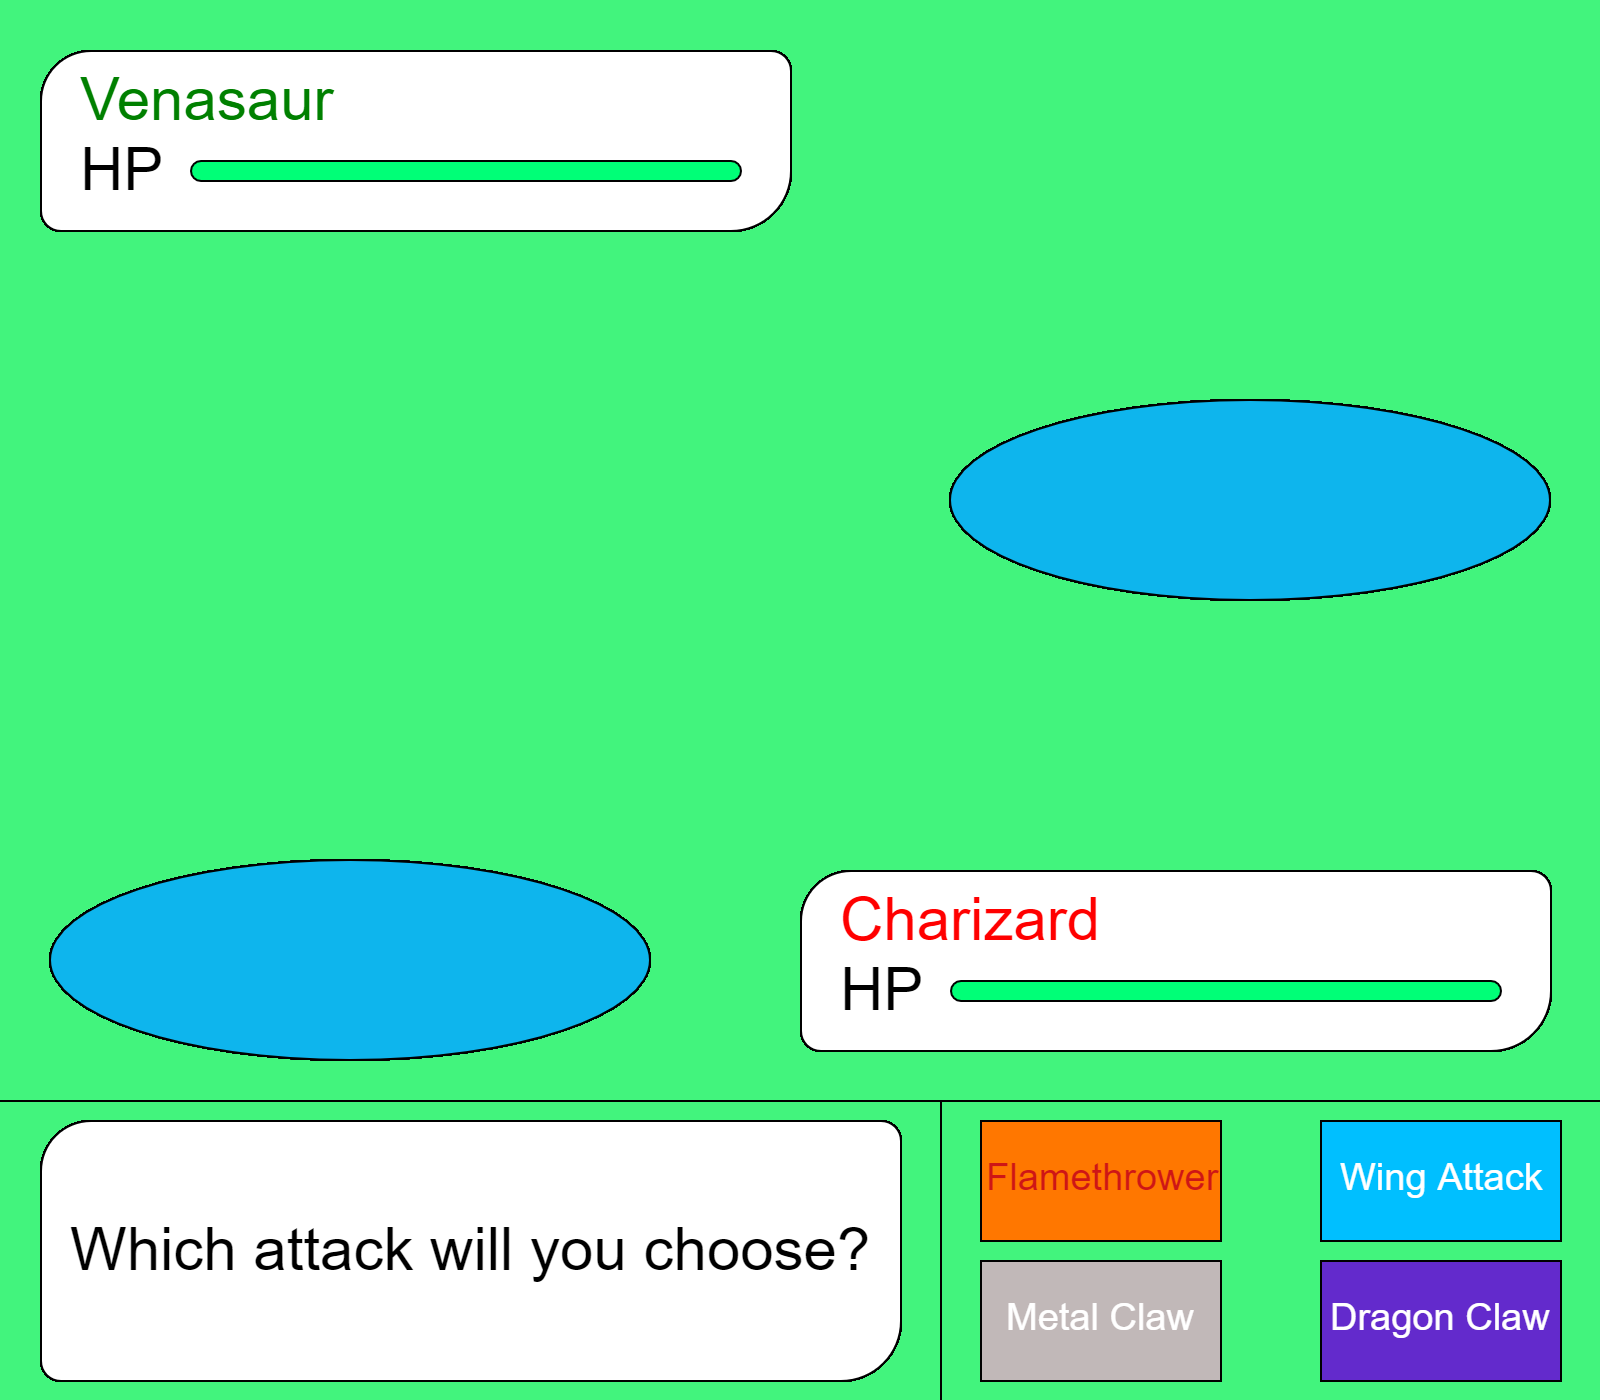 Venasaur
HP
Charizard
HP
Which attack will you choose?
Flamethrower
Wing Attack
Metal Claw
Dragon Claw